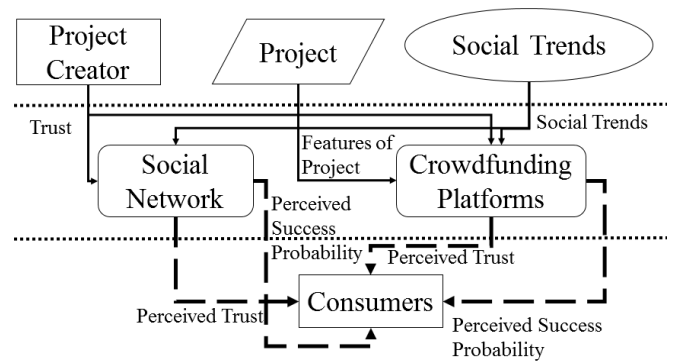 Project
Creator
Project
Social Trends
Trust
Social Trends
Features of
Project
Social
Network
Crowdfunding
Platforms
Perceived
Success
Probability
Perceived Trust
Consumers
Perceived Trust
Perceived Success
Probability